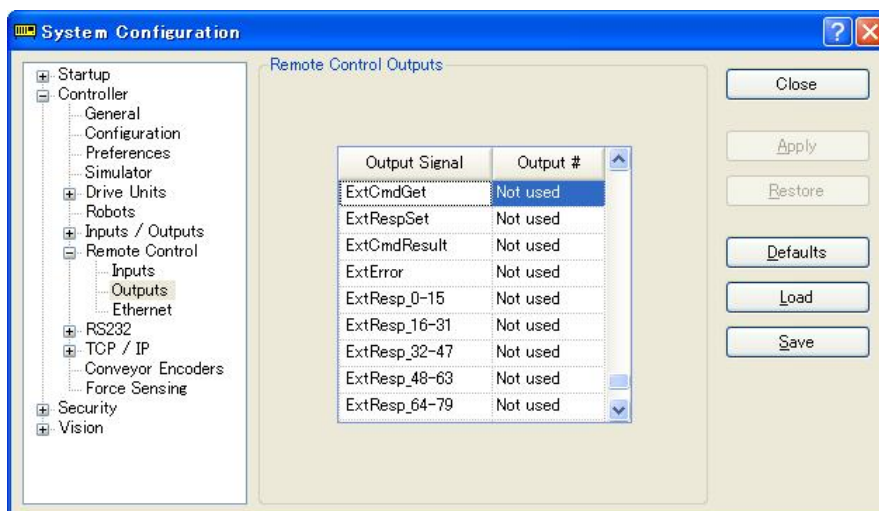 System Configuration
Startup
Controller
General
Configuration
Preferences
Simulator
Drive Units
Robots
Inputs / Outputs
Remote Control
Inputs
Outputs
Ethernet
RS232
TCP / IP
Conveyor Encoders
Force Sensing
Security
Vision
Remote Control Outputs
Output Signal Output #
ExtCmdGet Not used
ExtRespSet Not used
ExtCmdResult Not used
ExtError Not used
ExtResp_0-15 Not used
ExtResp_16-31 Not used
ExtResp_32-47 Not used
ExtResp_48-63 Not used
ExtResp_64-79 Not used
Close
Apply
Restore
Defaults
Load
Save